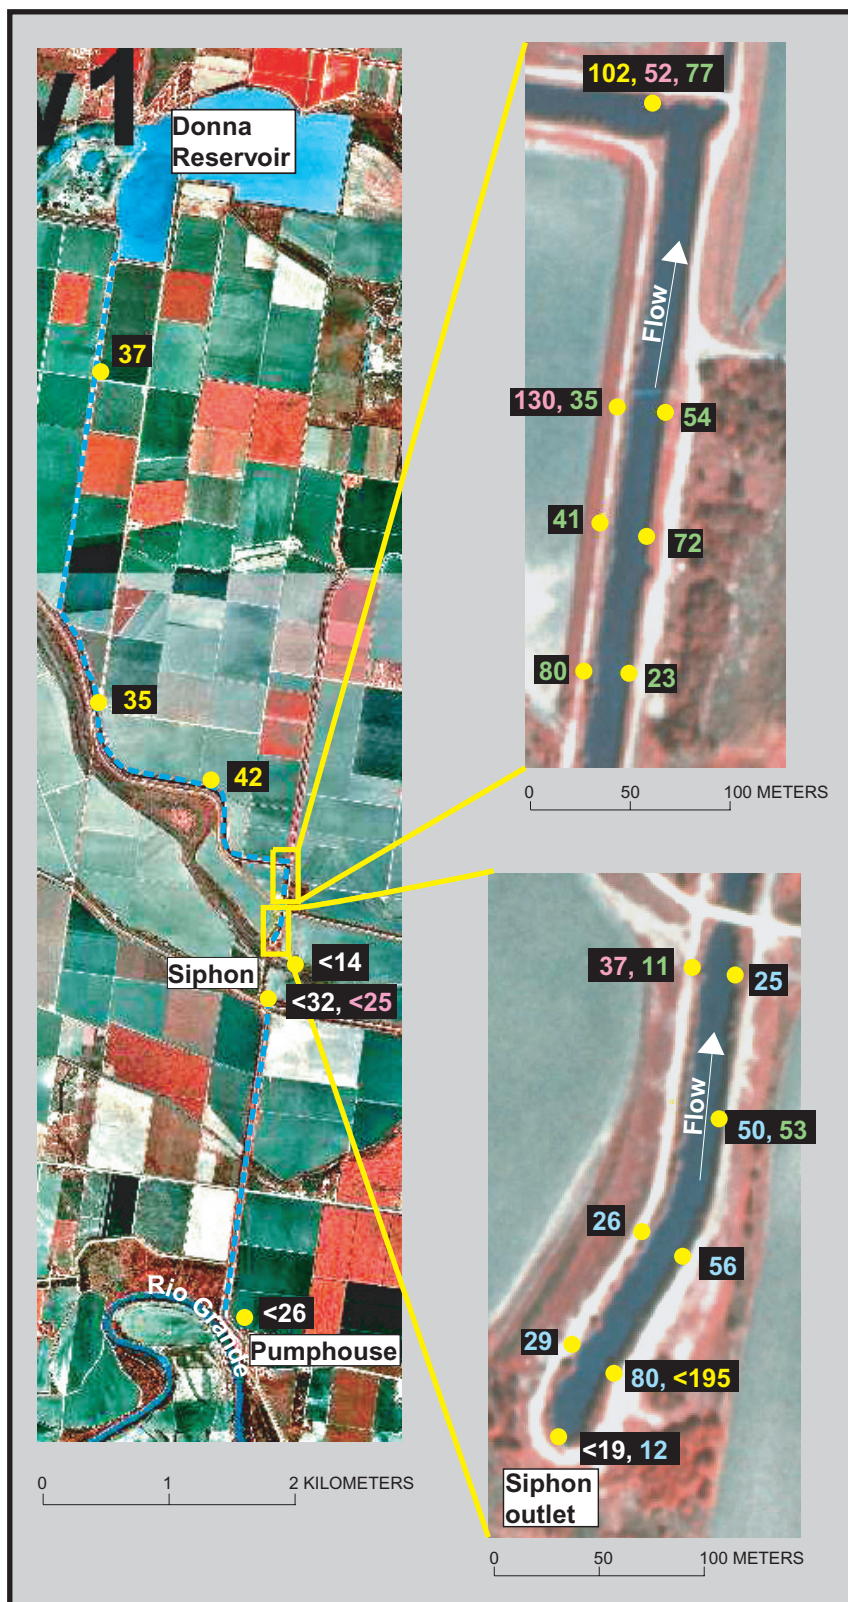 v1
Donna
Reservoir
37
35
42
Siphon
<14
<32, <25
Rio Grande
<26
Pumphouse
0 1 2 KILOMETERS
102, 52, 77
Flow
130, 35
54
41
72
80
23
0 50 100 METERS
37, 11
25
Flow
50, 53
26
56
29
80, <195
<19, 12
Siphon
outlet
0 50 100 METERS